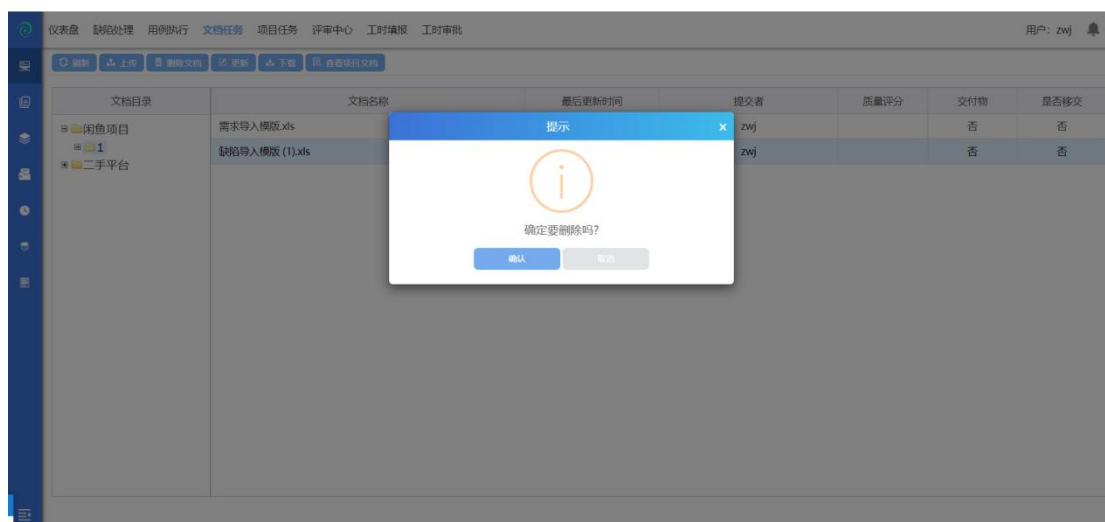 仪表盘 缺陷处理 用例执行 文档任务 项目任务 评审中心 工时填报 工时审批 用户：zwj
刷新 上传 删除文档 更新 下载 查看项目文档
文档目录 文档名称 最后更新时间 提交者 质量评分 交付物 是否移交
闲鱼项目
1
二手平台
需求导入模版.xls zwj 否 否
缺陷导入模版 (1).xls zwj 否 否
提示 ×
确定要删除吗?
确认 取消